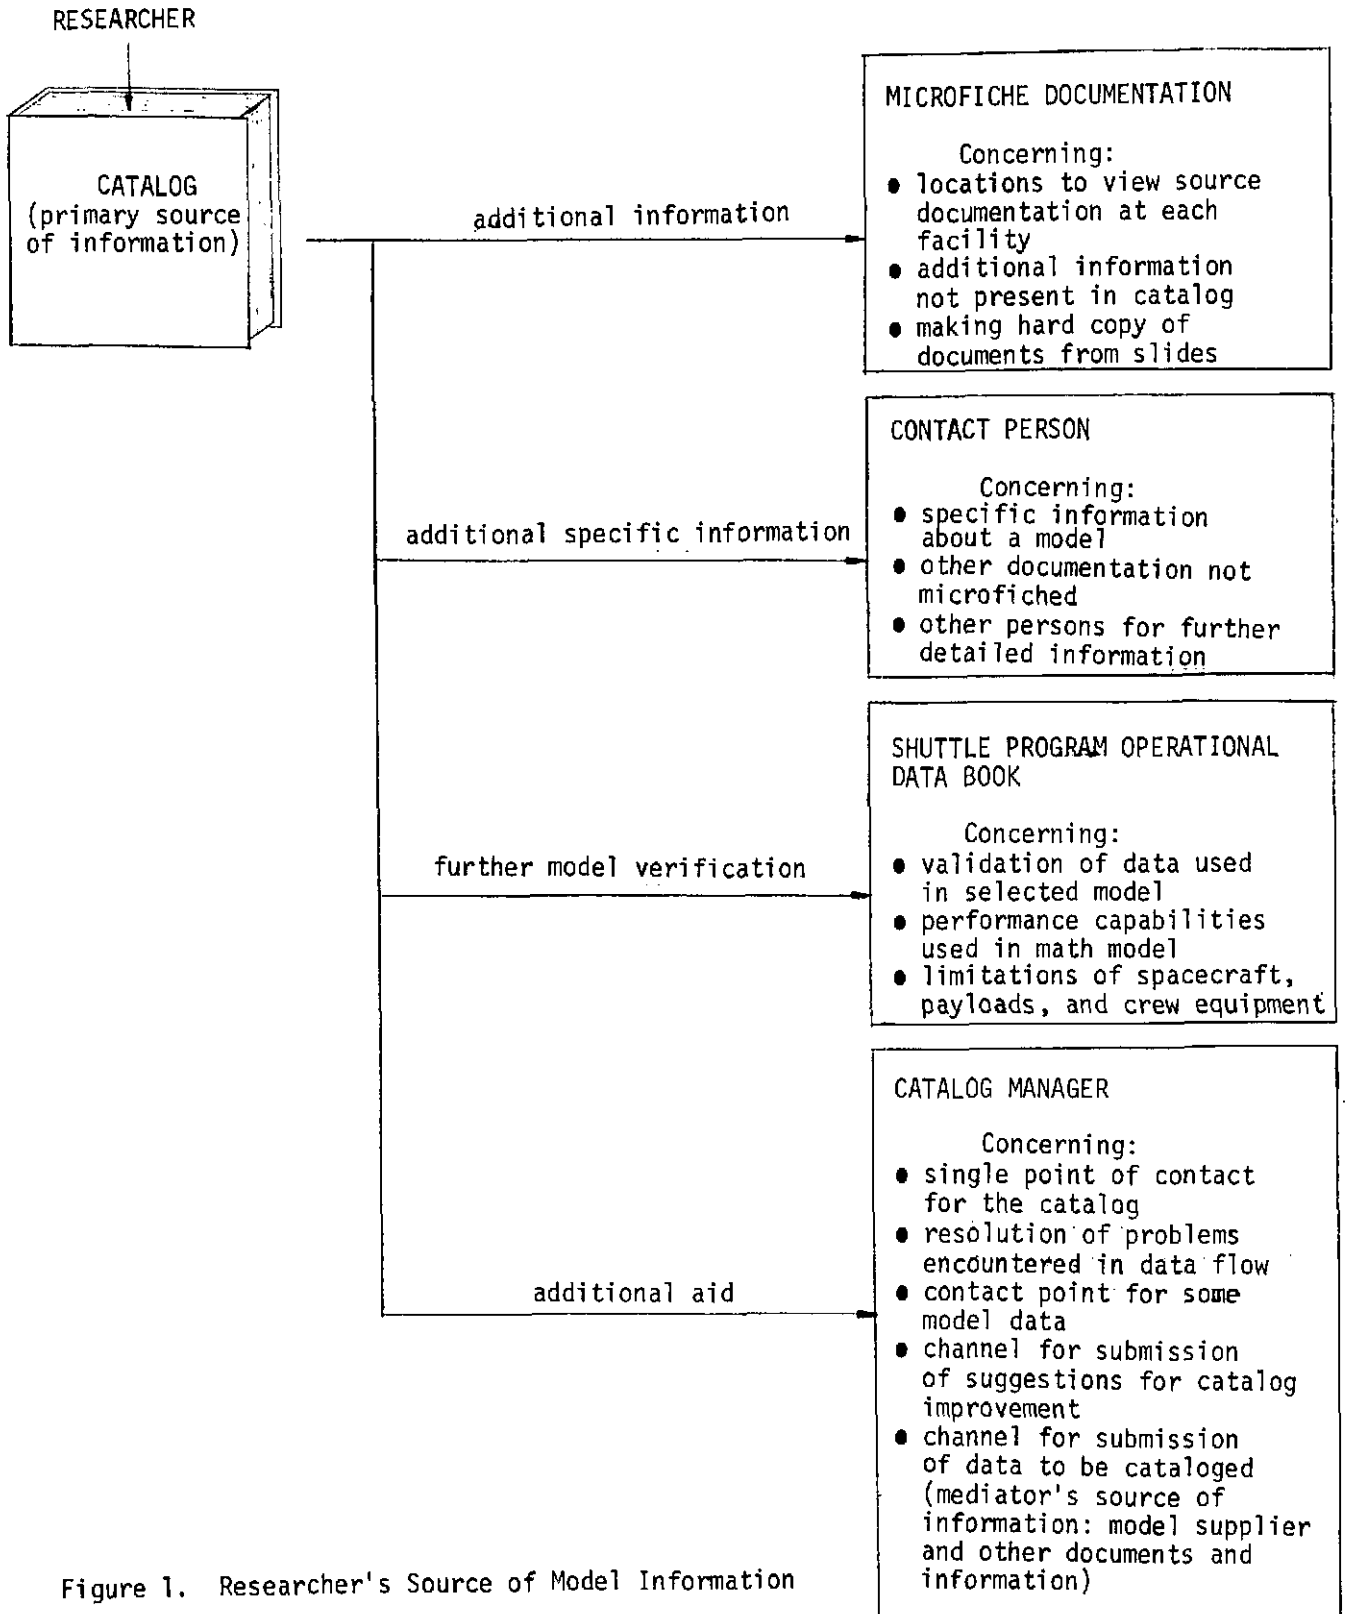 RESEARCHER
CATALOG
(primary source
of information)
additional information
MICROFICHE DOCUMENTATION
Concerning:
● locations to view source
documentation at each
facility
● additional information
not present in catalog
● making hard copy of
documents from slides
additional specific information
CONTACT PERSON
Concerning:
● specific information
about a model
● other documentation not
microfiched
● other persons for further
detailed information
further model verification
SHUTTLE PROGRAM OPERATIONAL
DATA BOOK
Concerning:
● validation of data used
in selected model
● performance capabilities
used in math model
● limitations of spacecraft,
payloads, and crew equipment
additional aid
CATALOG MANAGER
Concerning:
● single point of contact
for the catalog
● resolution of problems
encountered in data flow
● contact point for some
model data
● channel for submission
of suggestions for catalog
improvement
● channel for submission
of data to be cataloged
(mediator's source of
information: model supplier
and other documents and
information)
Figure 1. Researcher's Source of Model Information